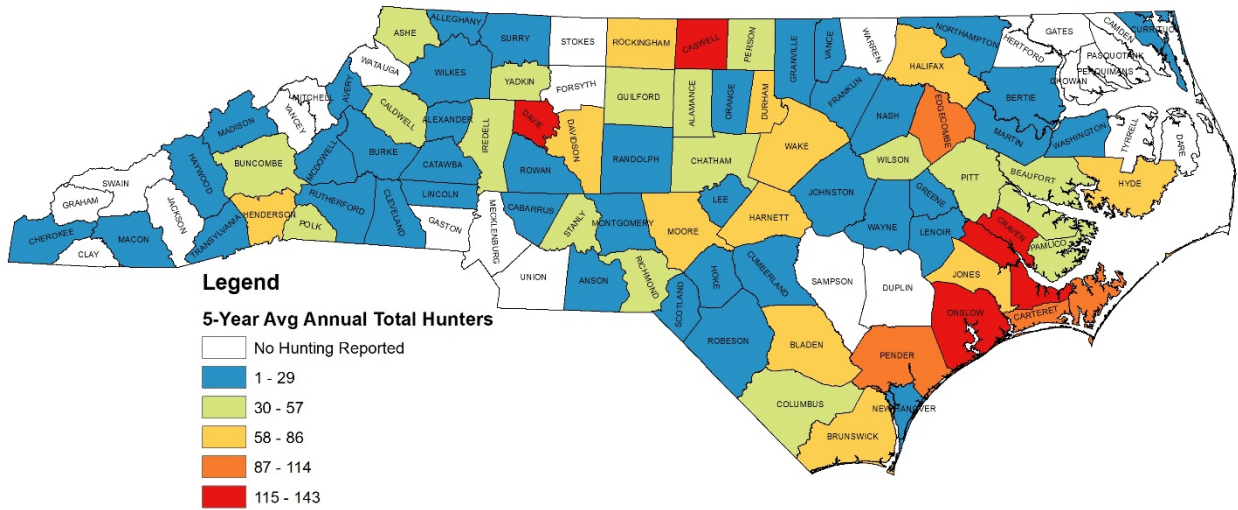 ALLEGHANY
ASHE
SURRY
STOKES
ROCKINGHAM
CASWELL
PERSON
GRANVILLE
VANCE
WARREN
NORTHAMPTON
HERTFORD
GATES
CAMDEN
CURRITUCK
PASQUOTANK
PERQUIMANS
CHOWAN
HALIFAX
BERTIE
WATAUGA
WILKES
YADKIN
FORSYTH
GUILFORD
ALAMANCE
ORANGE
DURHAM
FRANKLIN
NASH
EDGECOMBE
MARTIN
WASHINGTON
TYRRELL
DARE
MITCHELL
AVERY
YANCEY
MADISON
CALDWELL
ALEXANDER
IREDELL
DAVIE
DAVIDSON
RANDOLPH
CHATHAM
WAKE
WILSON
PITT
BEAUFORT
HYDE
HAYWOOD
BUNCOMBE
MCDOWELL
BURKE
CATAWBA
ROWAN
JOHNSTON
GREENE
SWAIN
GRAHAM
JACKSON
HENDERSON
POLK
RUTHERFORD
CLEVELAND
LINCOLN
GASTON
MECKLENBURG
CABARRUS
STANLY
MONTGOMERY
MOORE
LEE
HARNETT
WAYNE
LENOIR
CRAVEN
PAMLICO
CHEROKEE
MACON
CLAY
TRANSYLVANIA
UNION
ANSON
RICHMOND
SCOTLAND
HOKE
CUMBERLAND
SAMPSON
DUPLIN
JONES
ONSLOW
CARTERET
ROBESON
BLADEN
PENDER
COLUMBUS
NEW HANOVER
BRUNSWICK
Legend
5-Year Avg Annual Total Hunters
No Hunting Reported
1 - 29
30 - 57
58 - 86
87 - 114
115 - 143